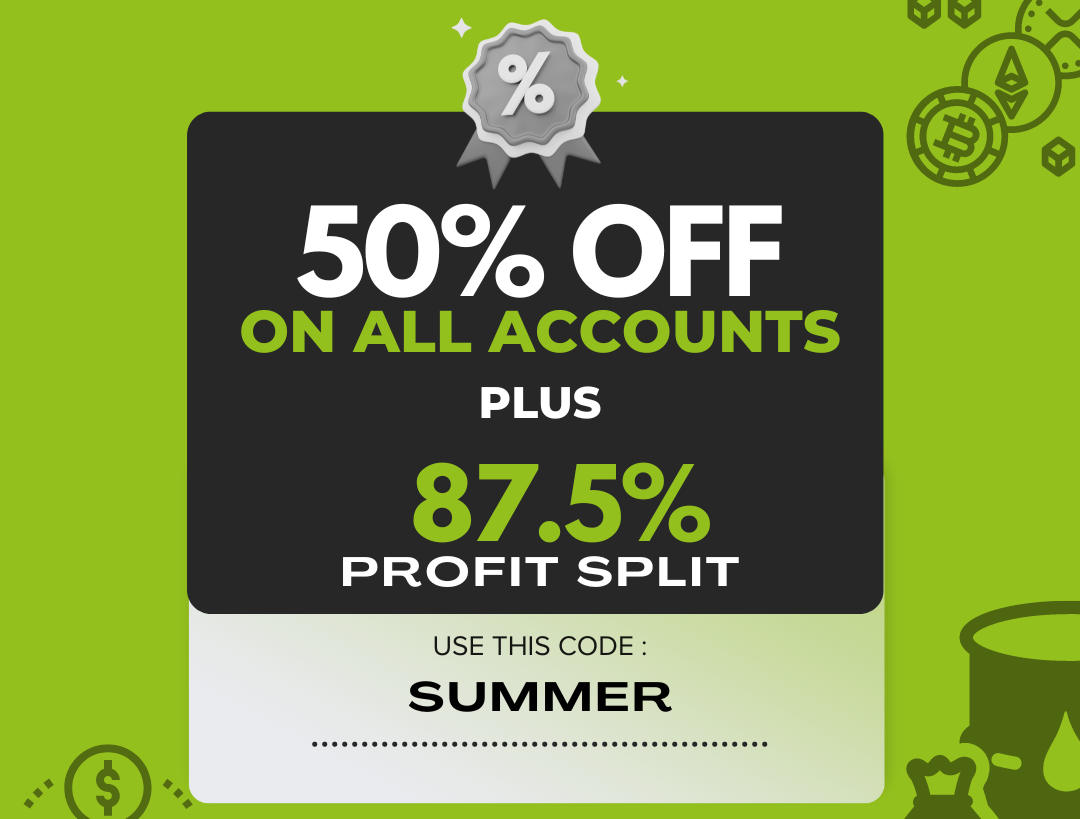 %
50% OFF
ON ALL ACCOUNTS
PLUS
87.5%
PROFIT SPLIT
USE THIS CODE :
SUMMER
$